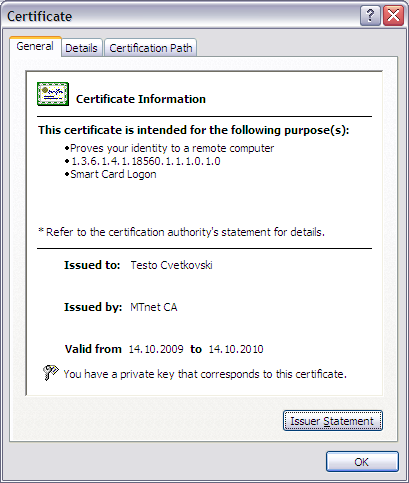 Certificate
General Details Certification Path
Certificate Information
This certificate is intended for the following purpose(s):
•Proves your identity to a remote computer
•1.3.6.1.4.1.18560.1.1.1.0.1.0
•Smart Card Logon
* Refer to the certification authority's statement for details.
Issued to: Testo Cvetkovski
Issued by: MTnet CA
Valid from 14.10.2009 to 14.10.2010
You have a private key that corresponds to this certificate.
Issuer Statement
OK